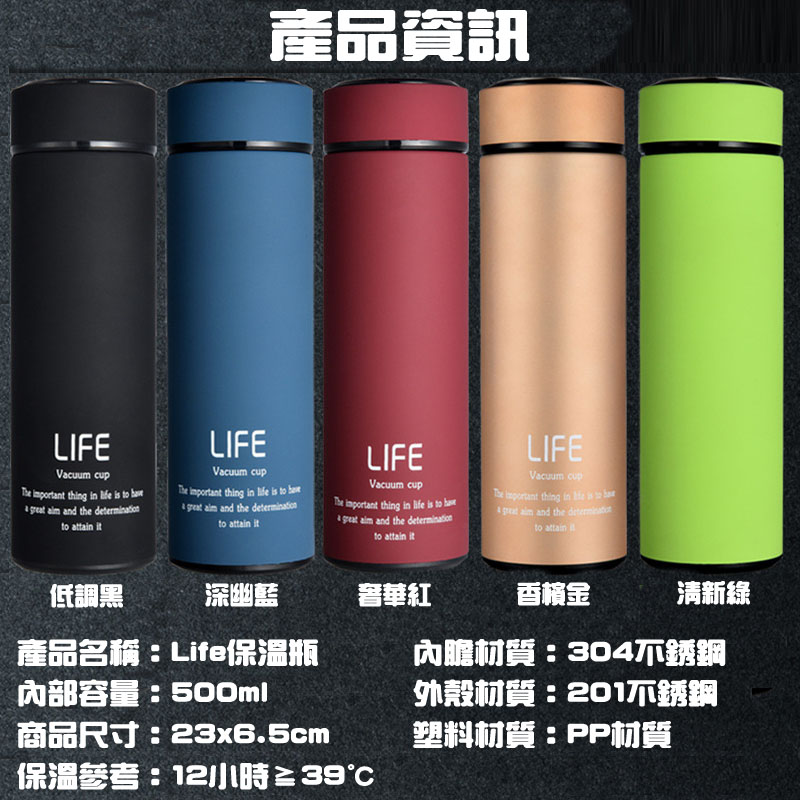 產品資訊
LIFE
Vacuum cup
The important thing in life is to have
a great aim and the determination
to attain it
LIFE
Vacuum cup
The important thing in life is to have
a great aim and the determination
to attain it
LIFE
Vacuum cup
The important thing in life is to have
a great aim and the determination
to attain it
LIFE
Vacuum cup
The important thing in life is to have
a great aim and the determination
to attain it
低調黑
深幽藍
奢華紅
香檳金
清新綠
產品名稱：Life保溫瓶
內部容量：500ml
商品尺寸：23x6.5cm
保溫參考：12小時≧39℃
內膽材質：304不銹鋼
外殼材質：201不銹鋼
塑料材質：PP材質